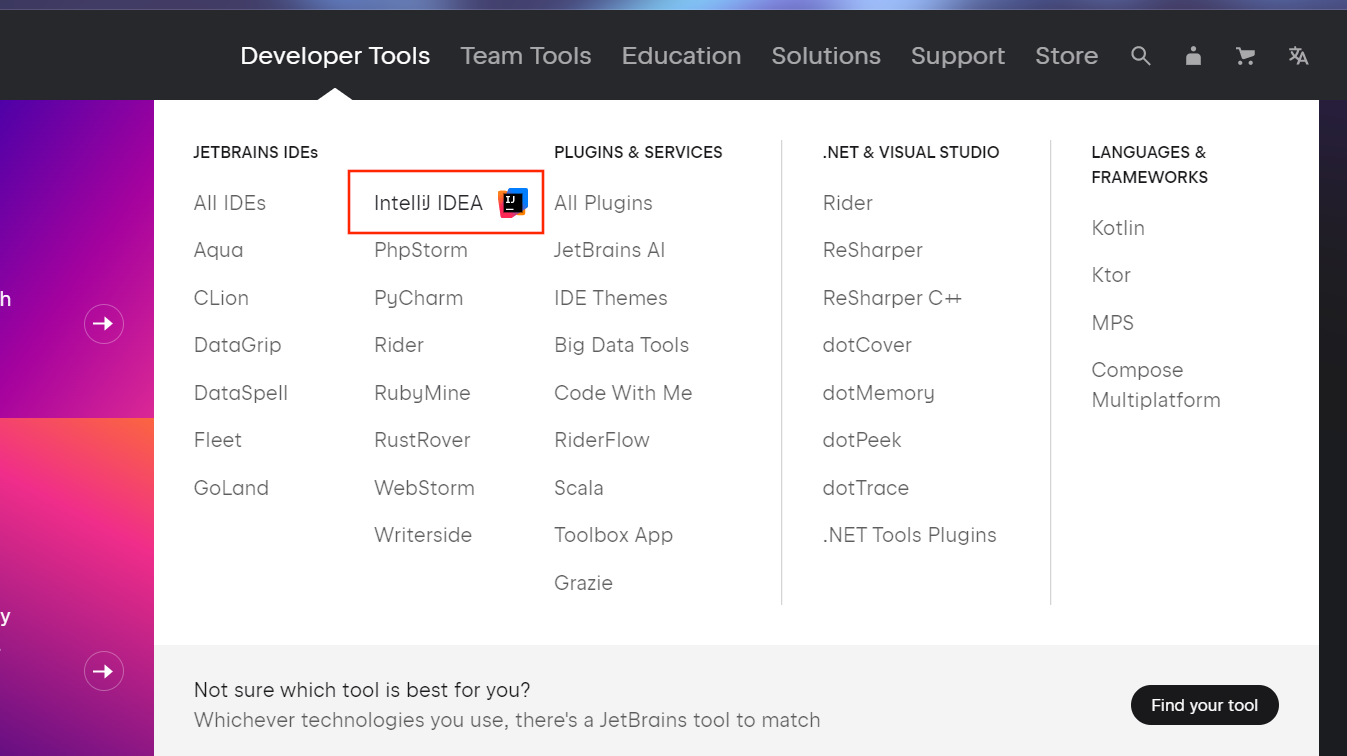 Developer Tools
Team Tools
Education
Solutions
Support
Store
JETBRAINS IDEs
All IDEs
Aqua
CLion
DataGrip
DataSpell
Fleet
GoLand
IntelliJ IDEA
IJ
PhpStorm
PyCharm
Rider
RubyMine
RustRover
WebStorm
Writerside
PLUGINS & SERVICES
All Plugins
JetBrains AI
IDE Themes
Big Data Tools
Code With Me
RiderFlow
Scala
Toolbox App
Grazie
.NET & VISUAL STUDIO
Rider
ReSharper
ReSharper C++
dotCover
dotMemory
dotPeek
dotTrace
.NET Tools Plugins
LANGUAGES &
FRAMEWORKS
Kotlin
Ktor
MPS
Compose
Multiplatform
h
y
Not sure which tool is best for you?
Whichever technologies you use, there's a JetBrains tool to match
Find your tool